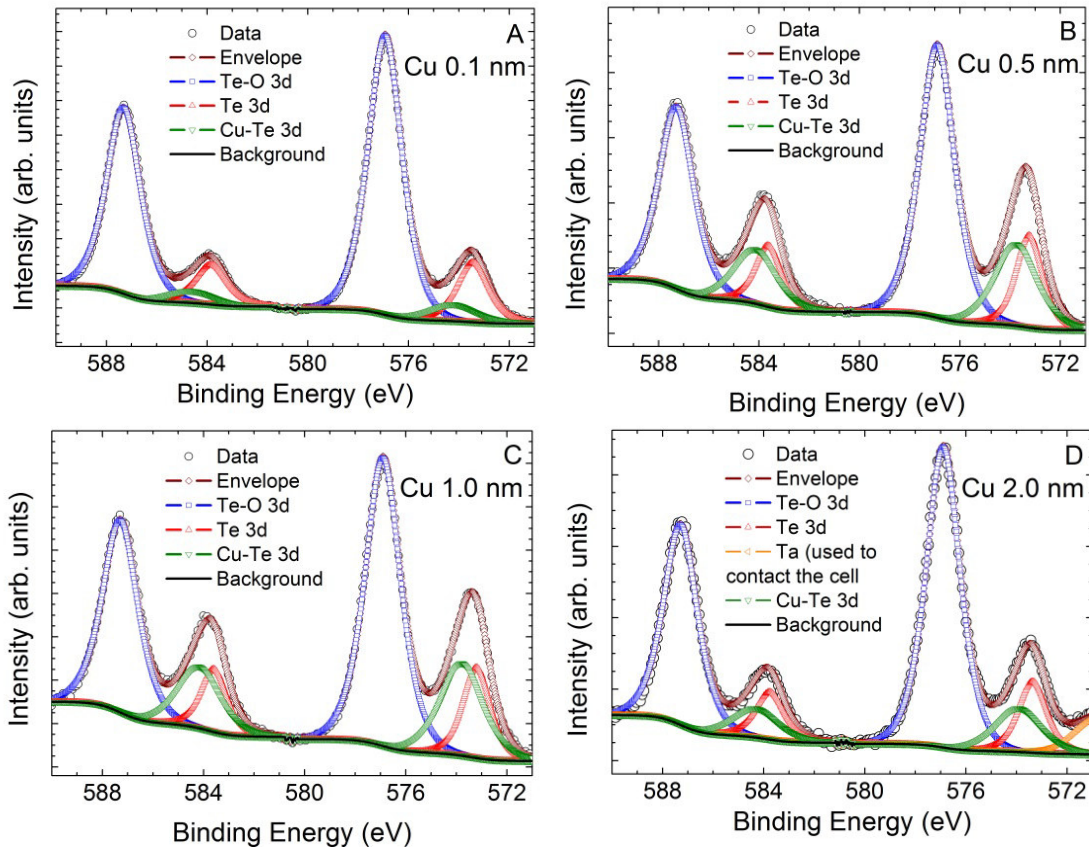 A
Cu 0.1 nm
Data
Envelope
Te-O 3d
Te 3d
Cu-Te 3d
Background
Intensity (arb. units)
588 584 580 576 572
Binding Energy (eV)
B
Cu 0.5 nm
Data
Envelope
Te-O 3d
Te 3d
Cu-Te 3d
Background
Intensity (arb. units)
588 584 580 576 572
Binding Energy (eV)
C
Cu 1.0 nm
Data
Envelope
Te-O 3d
Te 3d
Cu-Te 3d
Background
Intensity (arb. units)
588 584 580 576 572
Binding Energy (eV)
D
Cu 2.0 nm
Data
Envelope
Te-O 3d
Te 3d
Ta (used to
contact the cell
Cu-Te 3d
Background
Intensity (arb. units)
588 584 580 576 572
Binding Energy (eV)